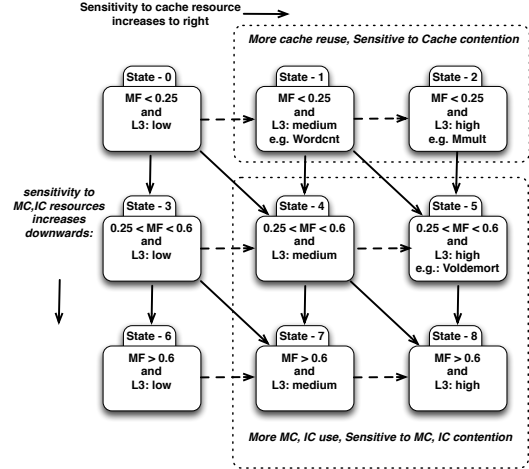 Sensitivity to cache resource
increases to right
More cache reuse, Sensitive to Cache contention
State - 0
MF < 0.25
and
L3: low
State - 1
MF < 0.25
and
L3: medium
e.g. Wordcnt
State - 2
MF < 0.25
and
L3: high
e.g. Mmult
sensitivity to
MC,IC resources
increases
downwards:
State - 3
0.25 < MF < 0.6
and
L3: low
State - 4
0.25 < MF < 0.6
and
L3: medium
State - 5
0.25 < MF < 0.6
and
L3: high
e.g.: Voldemort
State - 6
MF > 0.6
and
L3: low
State - 7
MF > 0.6
and
L3: medium
State - 8
MF > 0.6
and
L3: high
More MC, IC use, Sensitive to MC, IC contention